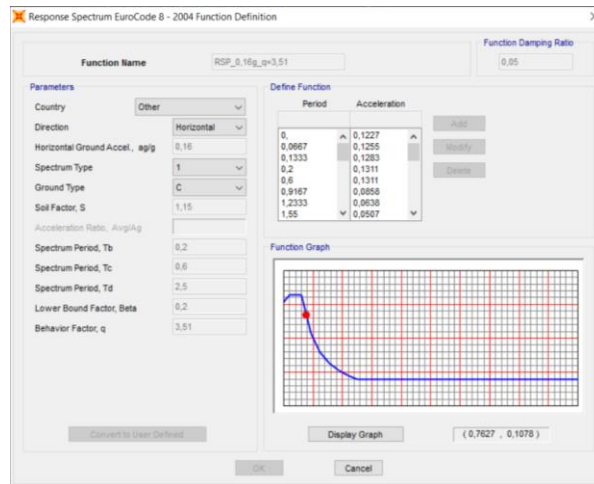 Response Spectrum EuroCode 8 - 2004 Function Definition
Function Name
RSP_0,16g_q=3,51
Function Damping Ratio
0,05
Parameters
Country Other
Direction Horizontal
Horizontal Ground Accel., ag/g 0,16
Spectrum Type 1
Ground Type C
Soil Factor, S 1,15
Acceleration Ratio, Avg/Ag
Spectrum Period, Tb 0,2
Spectrum Period, Tc 0,6
Spectrum Period, Td 2,5
Lower Bound Factor, Beta 0,2
Behavior Factor, q 3,51
Convert to User Defined
Define Function
Period Acceleration
0, 0,1227
0,0667 0,1255
0,1333 0,1283
0,2 0,1311
0,6 0,1311
0,9167 0,0858
1,2333 0,0638
1,55 0,0507
Add
Modify
Delete
Function Graph
Display Graph
(0,7627 , 0,1078)
OK
Cancel